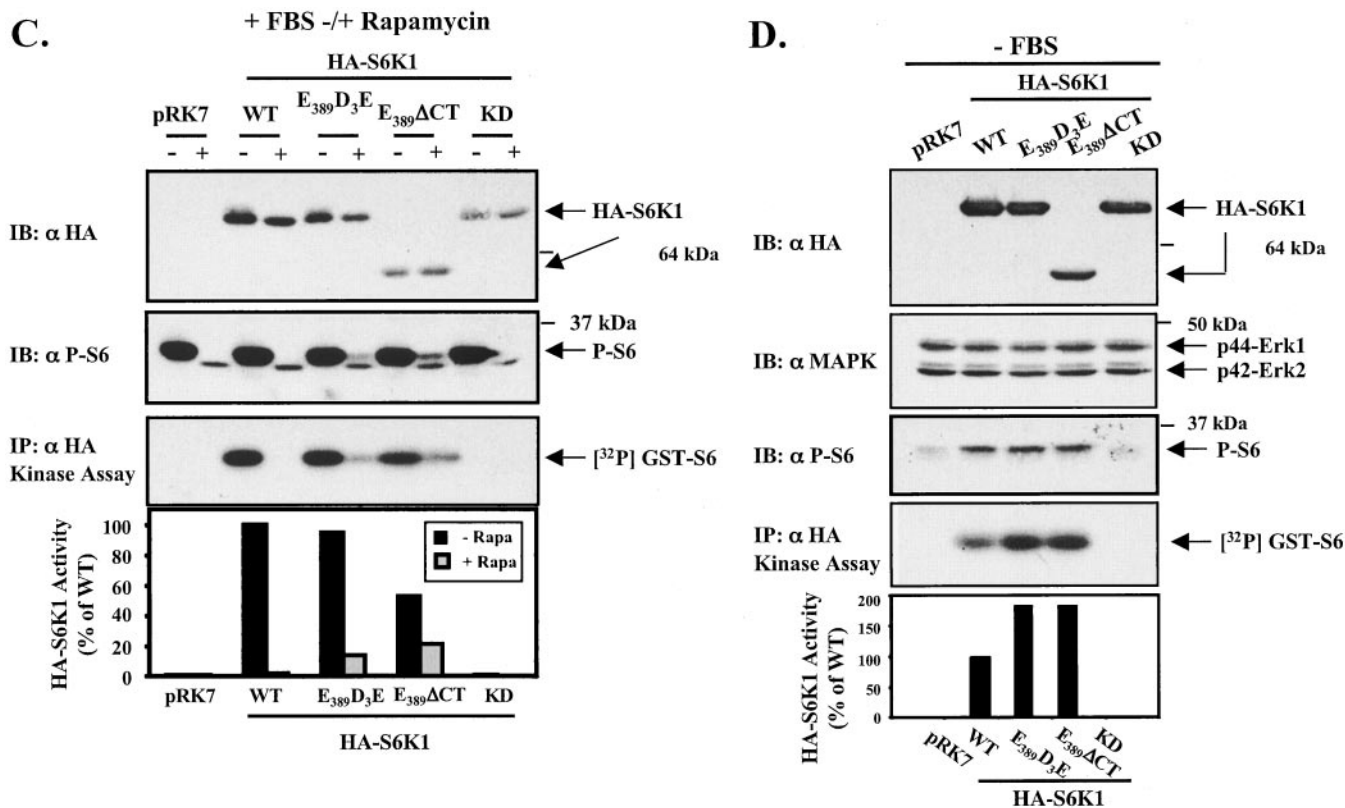 C.
+ FBS -/+ Rapamycin
HA-S6K1
pRK7 WT E₃₈₉D₃E E₃₈₉ΔCT KD
- + - + - + - + - +
IB: α HA
HA-S6K1
64 kDa
IB: α P-S6
37 kDa
P-S6
IP: α HA
Kinase Assay
[³²P] GST-S6
HA-S6K1 Activity
(% of WT)
100
80
60
40
20
0
- Rapa
+ Rapa
pRK7 WT E₃₈₉D₃E E₃₈₉ΔCT KD
HA-S6K1
D.
- FBS
HA-S6K1
pRK7 WT E₃₈₉D₃E E₃₈₉ΔCT KD
IB: α HA
HA-S6K1
64 kDa
IB: α MAPK
50 kDa
p44-Erk1
p42-Erk2
IB: α P-S6
37 kDa
P-S6
IP: α HA
Kinase Assay
[³²P] GST-S6
HA-S6K1 Activity
(% of WT)
200
150
100
50
0
pRK7 WT E₃₈₉D₃E E₃₈₉ΔCT KD
HA-S6K1